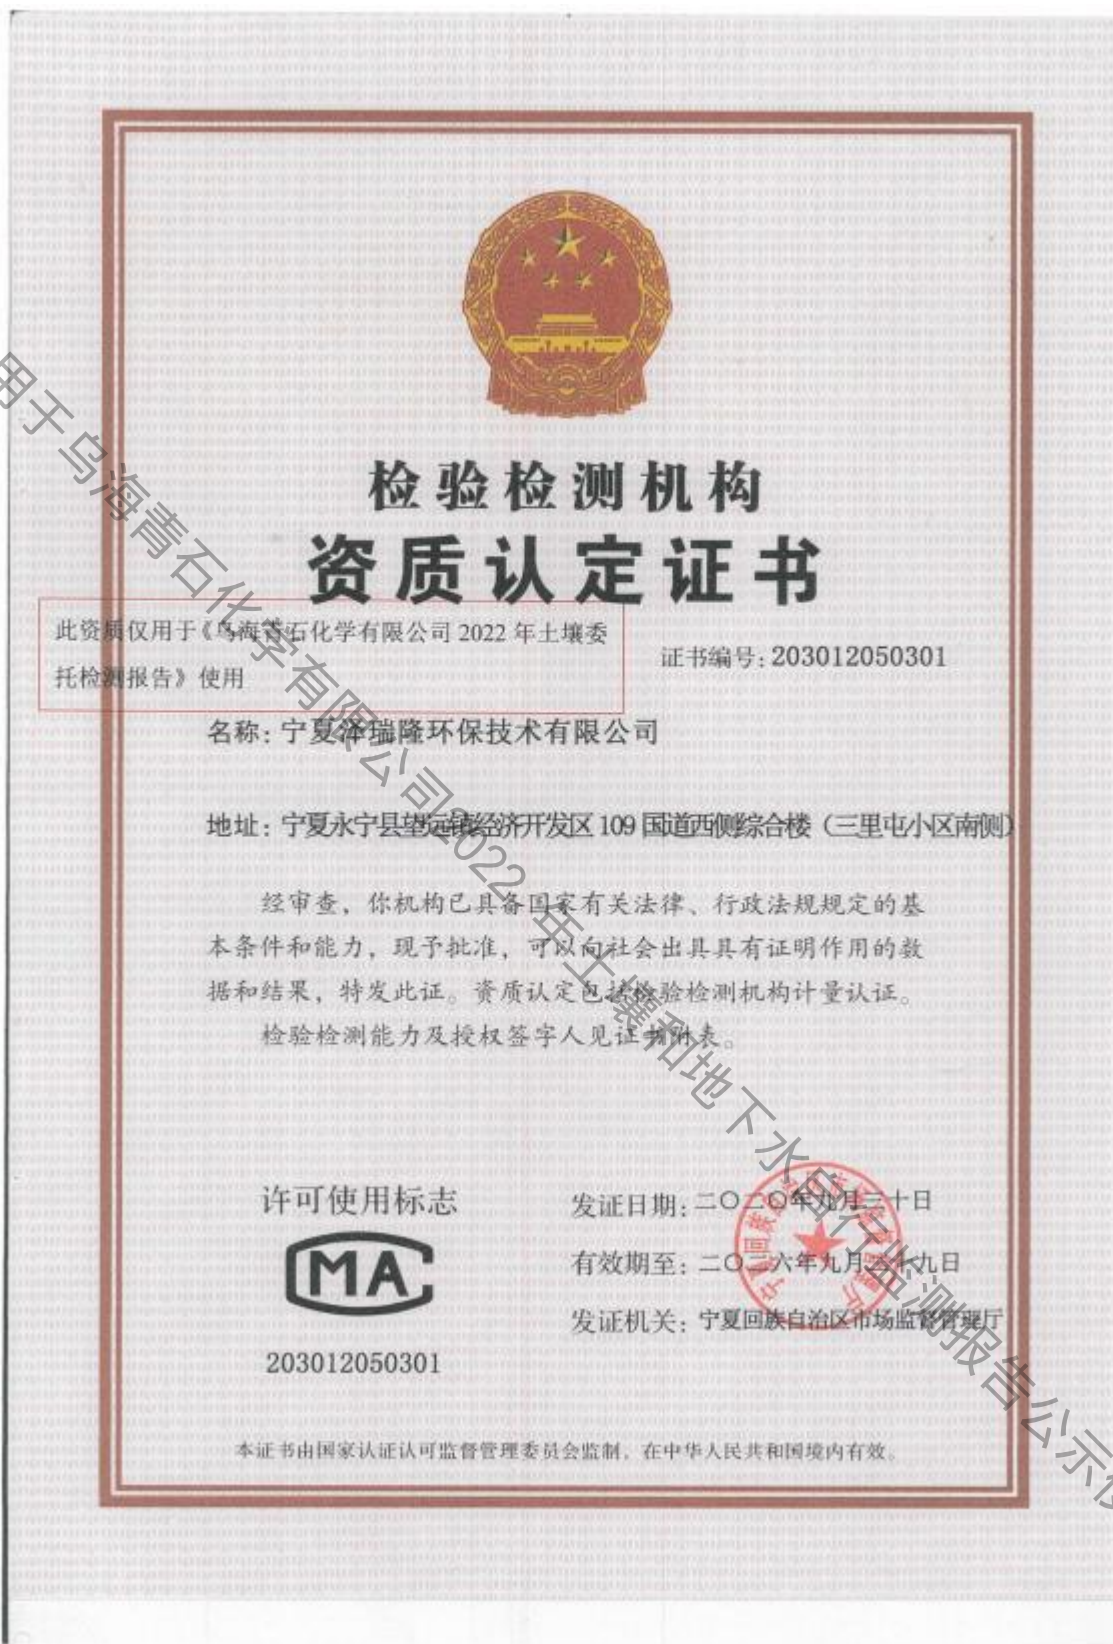 检验检测机构
资质认定证书
此资质仅用于《乌海青石化学有限公司2022年土壤委
托检测报告》使用
证书编号:203012050301
名称:宁夏泽瑞隆环保技术有限公司
地址:宁夏永宁县望远镇经济开发区109国道西侧综合楼(三里屯小区南侧)
经审查,你机构已具备国家有关法律、行政法规规定的基
本条件和能力,现予批准,可以向社会出具具有证明作用的数
据和结果,特发此证。资质认定包括检验检测机构计量认证。
检验检测能力及授权签字人见证书附表。
许可使用标志
MA
203012050301
发证日期:二〇二〇年九月三十日
有效期至:二〇二六年九月二十九日
发证机关:宁夏回族自治区市场监督管理厅
本证书由国家认证认可监督管理委员会监制,在中华人民共和国境内有效。
用于乌海青石化学有限公司2022年土壤和地下水自行监测报告公示使